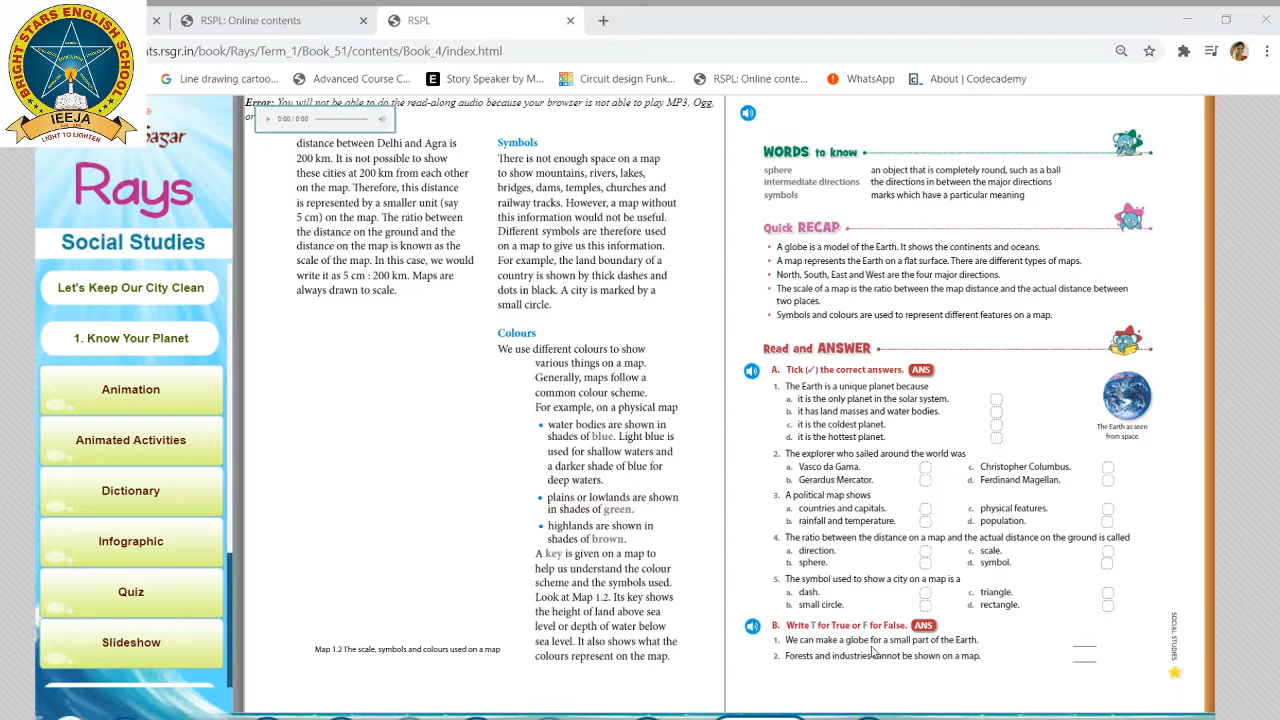 RSPL: Online contents
RSPL
ats.rsgr.in/book/Rays/Term_1/Book_51/contents/Book_4/index.html
Line drawing cartoo...
Advanced Course C...
Story Speaker by M...
Circuit design Funk...
RSPL: Online conte...
WhatsApp
About | Codecademy
BRIGHT STARS ENGLISH SCHOOL
IEEJA
LIGHT TO LIGHTEN
Sagar
Rays
Social Studies
Let's Keep Our City Clean
1. Know Your Planet
Animation
Animated Activities
Dictionary
Infographic
Quiz
Slideshow
Error: You will not be able to do the read-along audio because your browser is not able to play MP3, Ogg,
or
0:00 / 0:00
distance between Delhi and Agra is
200 km. It is not possible to show
these cities at 200 km from each other
on the map. Therefore, this distance
is represented by a smaller unit (say
5 cm) on the map. The ratio between
the distance on the ground and the
distance on the map is known as the
scale of the map. In this case, we would
write it as 5 cm : 200 km. Maps are
always drawn to scale.
Map 1.2 The scale, symbols and colours used on a map
Symbols
There is not enough space on a map
to show mountains, rivers, lakes,
bridges, dams, temples, churches and
railway tracks. However, a map without
this information would not be useful.
Different symbols are therefore used
on a map to give us this information.
For example, the land boundary of a
country is shown by thick dashes and
dots in black. A city is marked by a
small circle.
Colours
We use different colours to show
various things on a map.
Generally, maps follow a
common colour scheme.
For example, on a physical map
• water bodies are shown in
shades of blue. Light blue is
used for shallow waters and
a darker shade of blue for
deep waters.
• plains or lowlands are shown
in shades of green.
• highlands are shown in
shades of brown.
A key is given on a map to
help us understand the colour
scheme and the symbols used.
Look at Map 1.2. Its key shows
the height of land above sea
level or depth of water below
sea level. It also shows what the
colours represent on the map.
WORDS to know
sphere an object that is completely round, such as a ball
intermediate directions the directions in between the major directions
symbols marks which have a particular meaning
Quick RECAP
• A globe is a model of the Earth. It shows the continents and oceans.
• A map represents the Earth on a flat surface. There are different types of maps.
• North, South, East and West are the four major directions.
• The scale of a map is the ratio between the map distance and the actual distance between
two places.
• Symbols and colours are used to represent different features on a map.
Read and ANSWER
A. Tick (✓) the correct answers. ANS
1. The Earth is a unique planet because
a. it is the only planet in the solar system.
b. it has land masses and water bodies.
c. it is the coldest planet.
d. it is the hottest planet.
The Earth as seen
from space.
2. The explorer who sailed around the world was
a. Vasco da Gama. c. Christopher Columbus.
b. Gerardus Mercator. d. Ferdinand Magellan.
3. A political map shows
a. countries and capitals. c. physical features.
b. rainfall and temperature. d. population.
4. The ratio between the distance on a map and the actual distance on the ground is called
a. direction. c. scale.
b. sphere. d. symbol.
5. The symbol used to show a city on a map is a
a. dash. c. triangle.
b. small circle. d. rectangle.
B. Write T for True or F for False. ANS
1. We can make a globe for a small part of the Earth.
2. Forests and industries cannot be shown on a map.
SOCIAL STUDIES